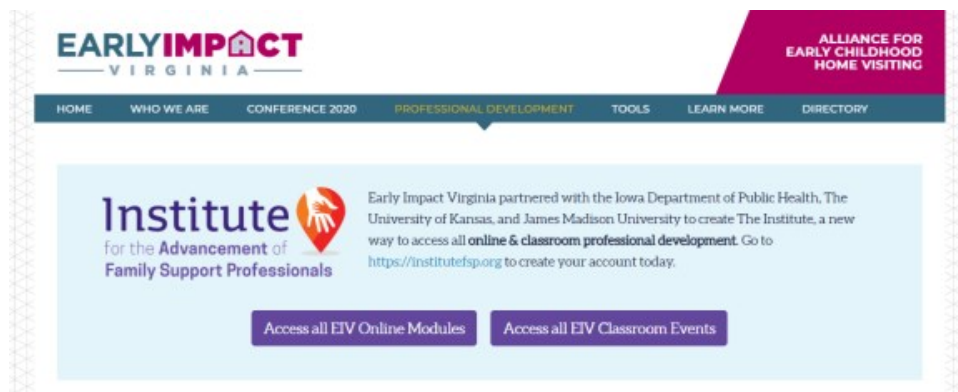 EARLYIMPACT
VIRGINIA
ALLIANCE FOR
EARLY CHILDHOOD
HOME VISITING
HOME WHO WE ARE CONFERENCE 2020 PROFESSIONAL DEVELOPMENT TOOLS LEARN MORE DIRECTORY
Institute
for the Advancement of
Family Support Professionals
Early Impact Virginia partnered with the Iowa Department of Public Health, The
University of Kansas, and James Madison University to create The Institute, a new
way to access all online & classroom professional development. Go to
https://institutefsp.org to create your account today.
Access all EIV Online Modules Access all EIV Classroom Events